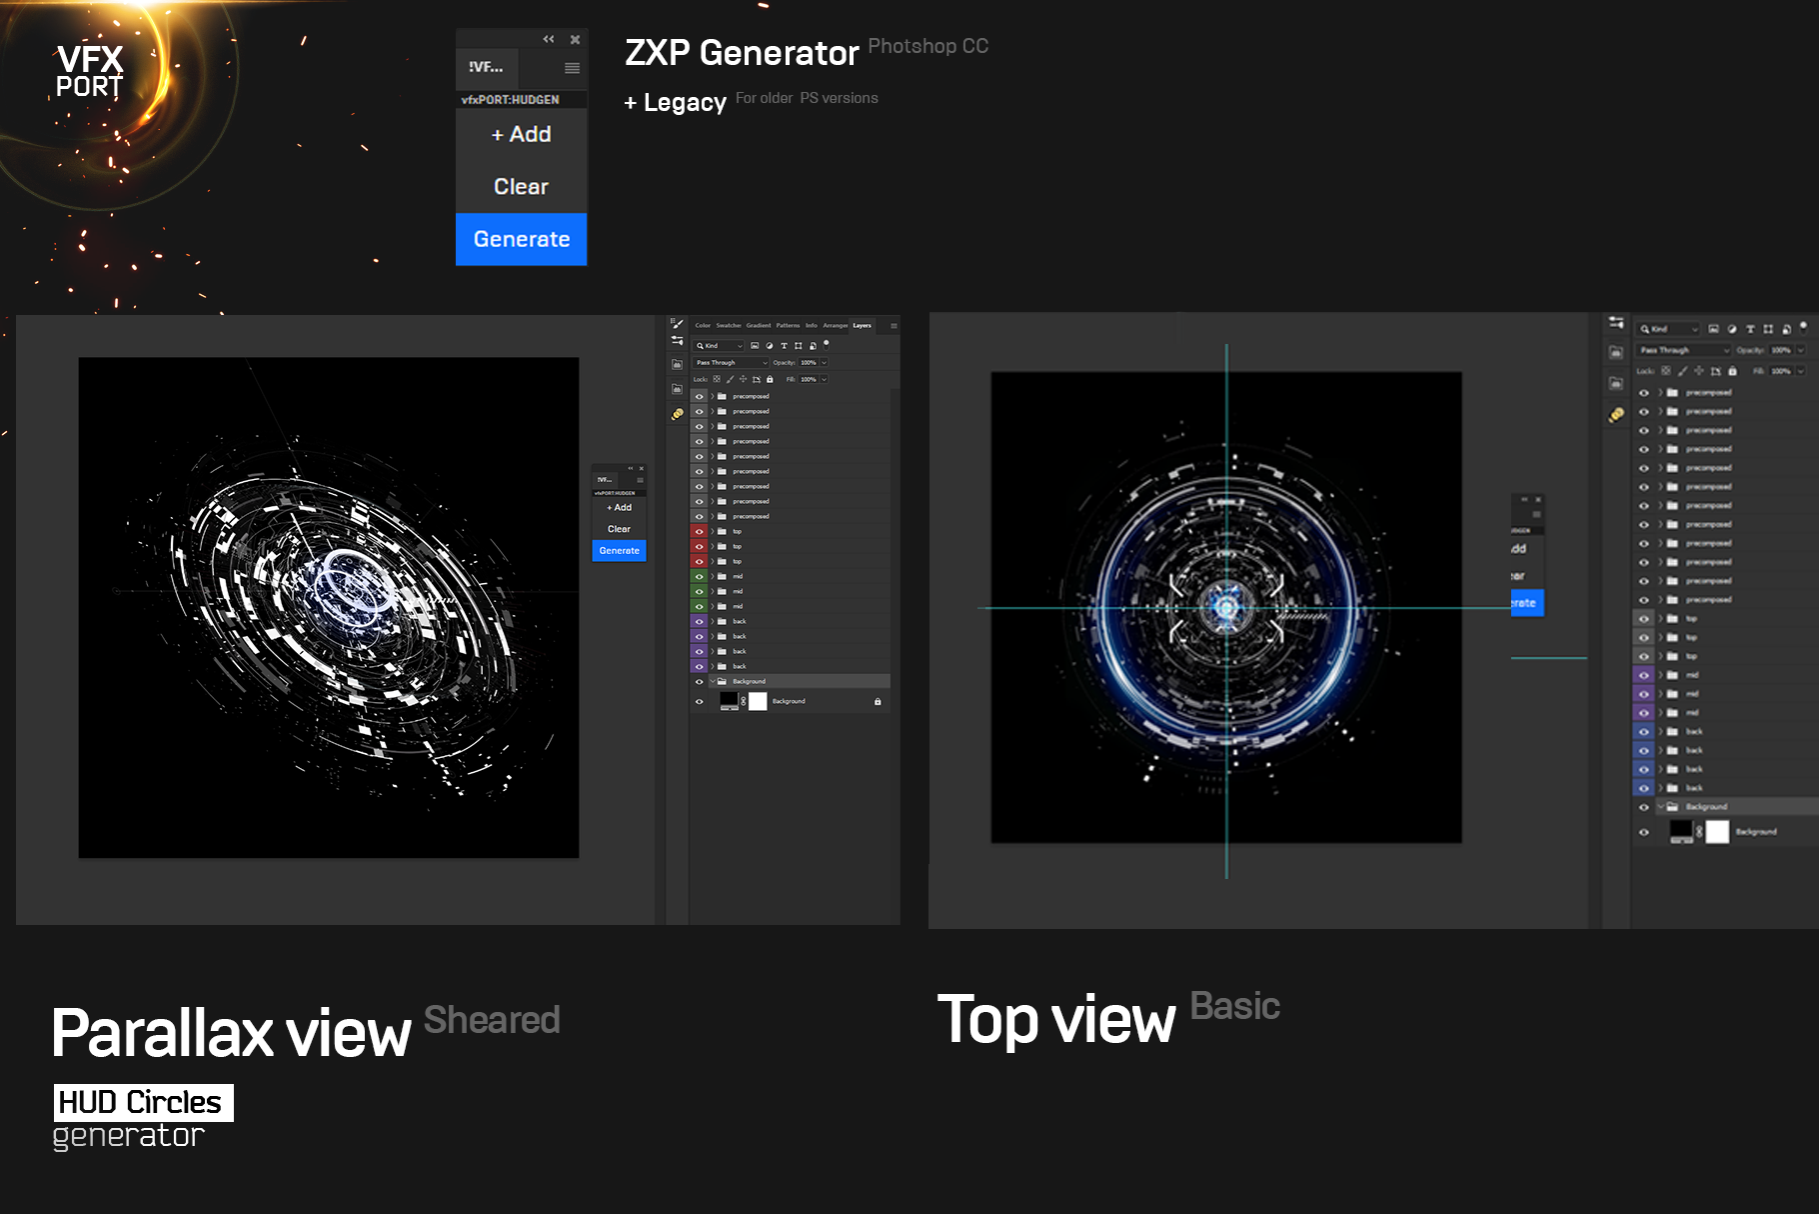 VFX
PORT
!VF...
vfxPORT:HUDGEN
+ Add
Clear
Generate
ZXP Generator Photshop CC
+ Legacy For older PS versions
Color Swatches Gradient Patterns Info Arranger Layers
Kind
Pass Through Opacity: 100%
Lock: Fill: 100%
precomposed
precomposed
precomposed
precomposed
precomposed
precomposed
precomposed
precomposed
precomposed
top
top
top
mid
mid
mid
back
back
back
back
Background
Background
!VF...
vfxPORT:HUDGEN
+ Add
Clear
Generate
Kind
Pass Through Opacity: 100%
Lock: Fill: 100%
precomposed
precomposed
precomposed
precomposed
precomposed
precomposed
precomposed
precomposed
precomposed
precomposed
precomposed
precomposed
top
top
top
mid
mid
mid
back
back
back
back
Background
Background
Parallax view Sheared
HUD Circles
generator
Top view Basic